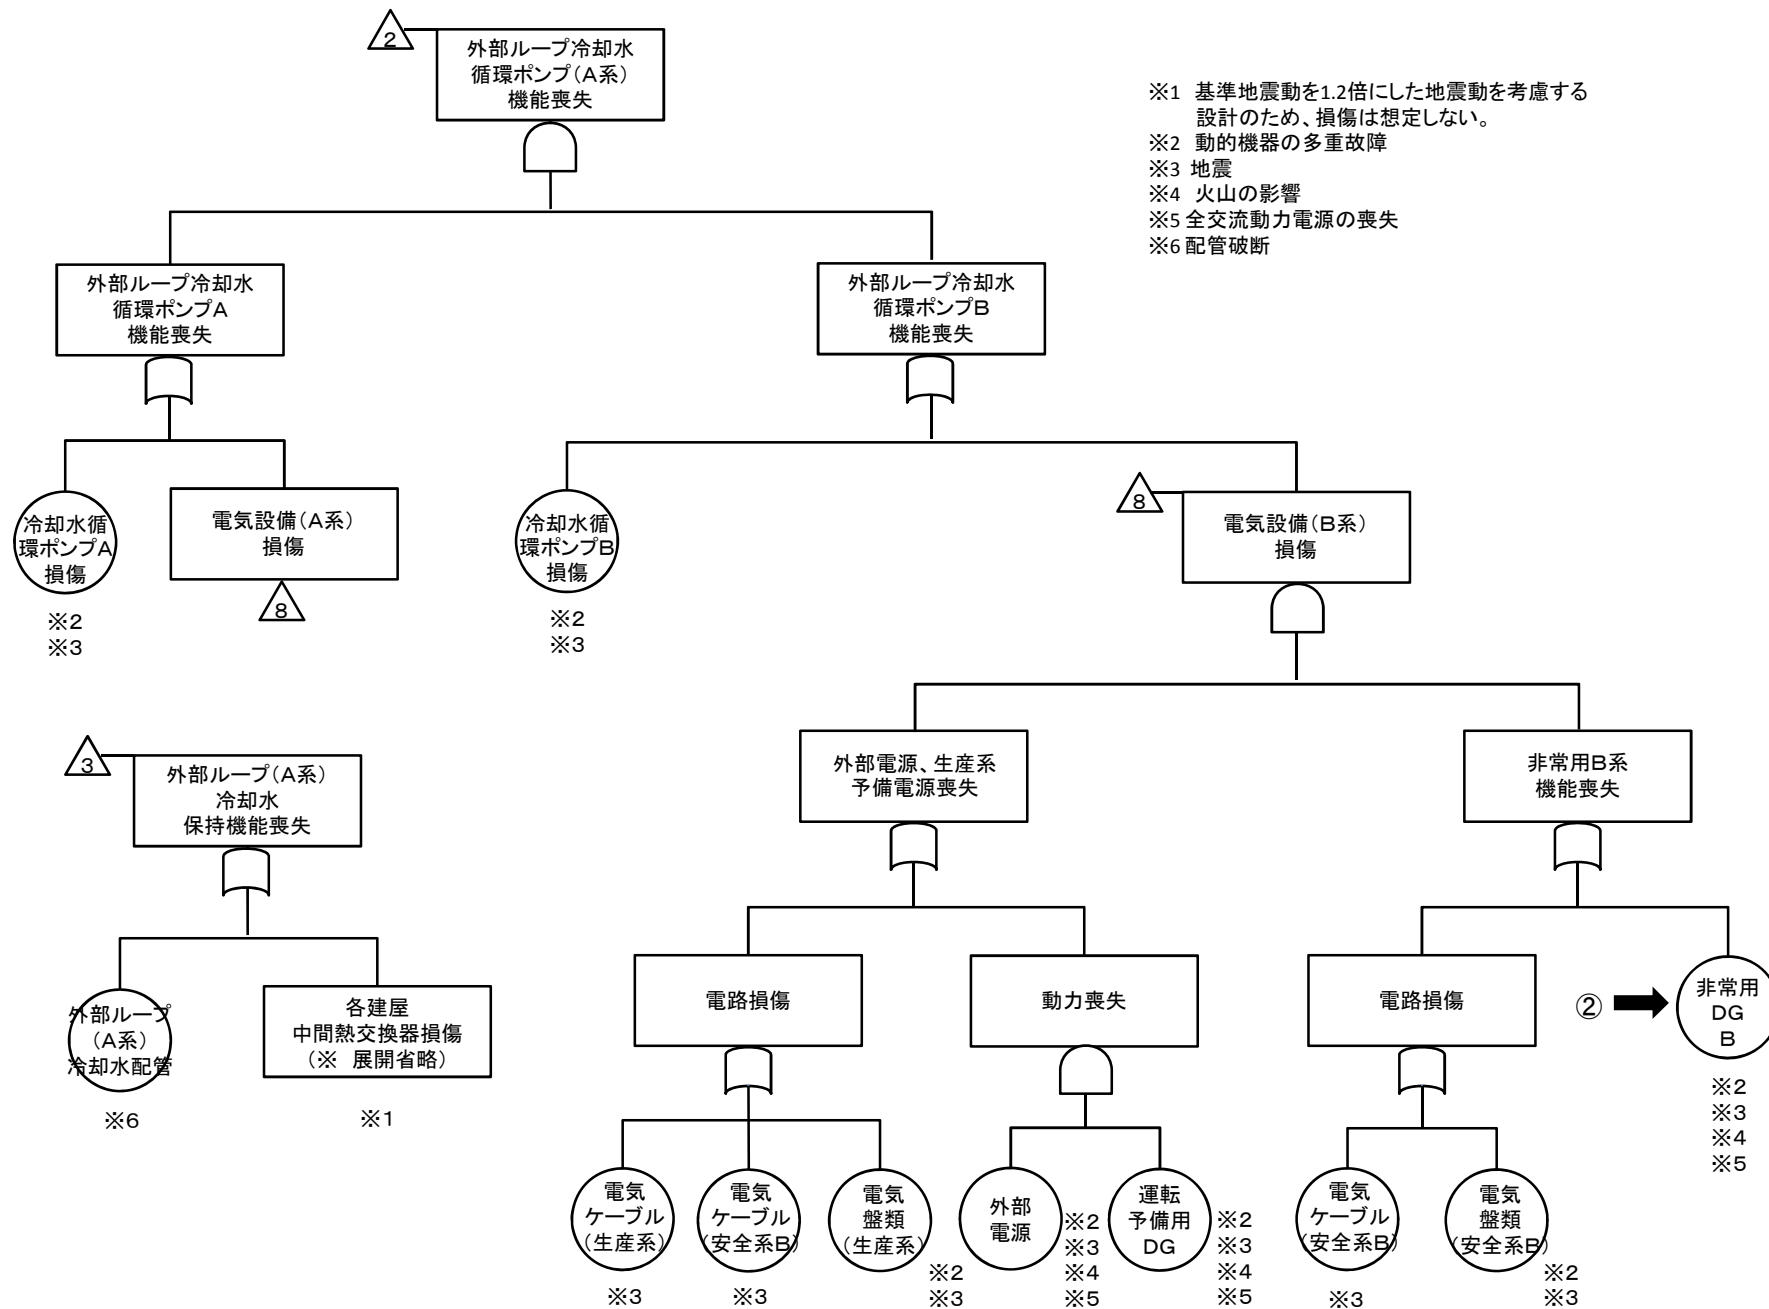 2
外部ループ冷却水
循環ポンプ(A系)
機能喪失
※1 基準地震動を1.2倍にした地震動を考慮する
設計のため、損傷は想定しない。
※2 動的機器の多重故障
※3 地震
※4 火山の影響
※5 全交流動力電源の喪失
※6 配管破断
外部ループ冷却水
循環ポンプA
機能喪失
外部ループ冷却水
循環ポンプB
機能喪失
冷却水循
環ポンプA
損傷
※2
※3
電気設備(A系)
損傷
8
冷却水循
環ポンプB
損傷
※2
※3
8
電気設備(B系)
損傷
3
外部ループ(A系)
冷却水
保持機能喪失
外部電源、生産系
予備電源喪失
非常用B系
機能喪失
外部ループ
(A系)
冷却水配管
※6
各建屋
中間熱交換器損傷
(※ 展開省略)
※1
電路損傷
動力喪失
電路損傷
②
非常用
DG
B
※2
※3
※4
※5
電気
ケーブル
(生産系)
※3
電気
ケーブル
(安全系B)
※3
電気
盤類
(生産系)
※2
※3
外部
電源
※2
※3
※4
※5
運転
予備用
DG
※2
※3
※4
※5
電気
ケーブル
(安全系B)
※3
電気
盤類
(安全系B)
※2
※3